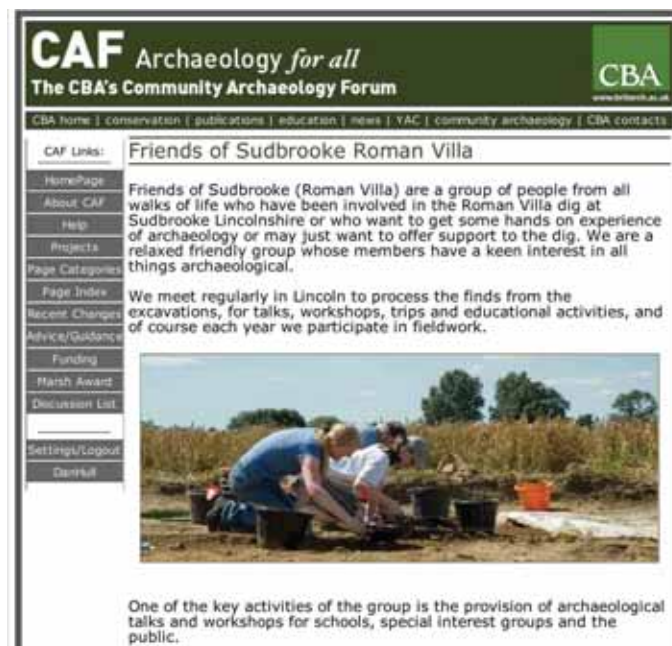 CAF Archaeology for all
The CBA's Community Archaeology Forum
CBA
www.britarch.ac.uk
CBA home | conservation | publications | education | news | YAC | community archaeology | CBA contacts
CAF Links:
HomePage
About CAF
Help
Projects
Page Categories
Page Index
Recent Changes
Advice/Guidance
Funding
Marsh Award
Discussion List
Settings/Logout
DanHull
Friends of Sudbrooke Roman Villa
Friends of Sudbrooke (Roman Villa) are a group of people from all
walks of life who have been involved in the Roman Villa dig at
Sudbrooke Lincolnshire or who want to get some hands on experience
of archaeology or may just want to offer support to the dig. We are a
relaxed friendly group whose members have a keen interest in all
things archaeological.
We meet regularly in Lincoln to process the finds from the
excavations, for talks, workshops, trips and educational activities, and
of course each year we participate in fieldwork.
One of the key activities of the group is the provision of archaeological
talks and workshops for schools, special interest groups and the
public.